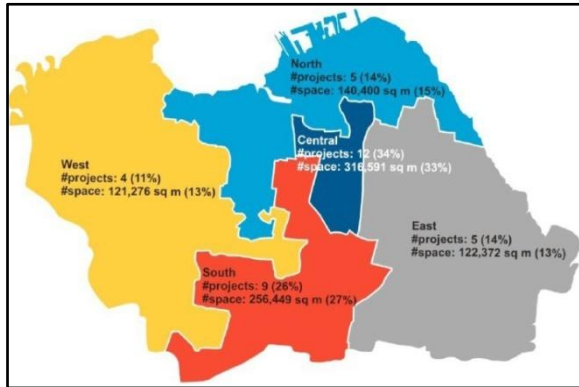 North
#projects: 5 (14%)
#space: 140,400 sq m (15%)
Central
#projects: 12 (34%)
#space: 316,591 sq m (33%)
West
#projects: 4 (11%)
#space: 121,276 sq m (13%)
East
#projects: 5 (14%)
#space: 122,372 sq m (13%)
South
#projects: 9 (26%)
#space: 256,449 sq m (27%)